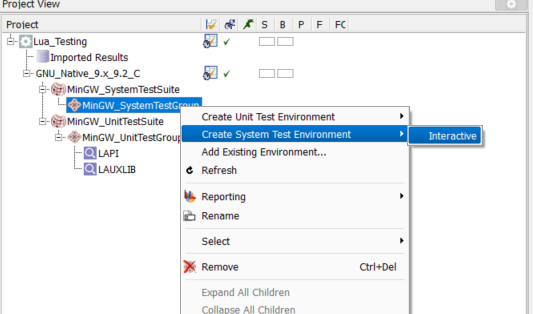 Project View
Project S B P F FC
Lua_Testing
Imported Results
GNU_Native_9.x_9.2_C
MinGW_SystemTestSuite
MinGW_SystemTestGroup
MinGW_UnitTestSuite
MinGW_UnitTestGroup
LAPI
LAUXLIB
Create Unit Test Environment
Create System Test Environment
Interactive
Add Existing Environment...
Refresh
Reporting
Rename
Select
Remove Ctrl+Del
Expand All Children
Collapse All Children